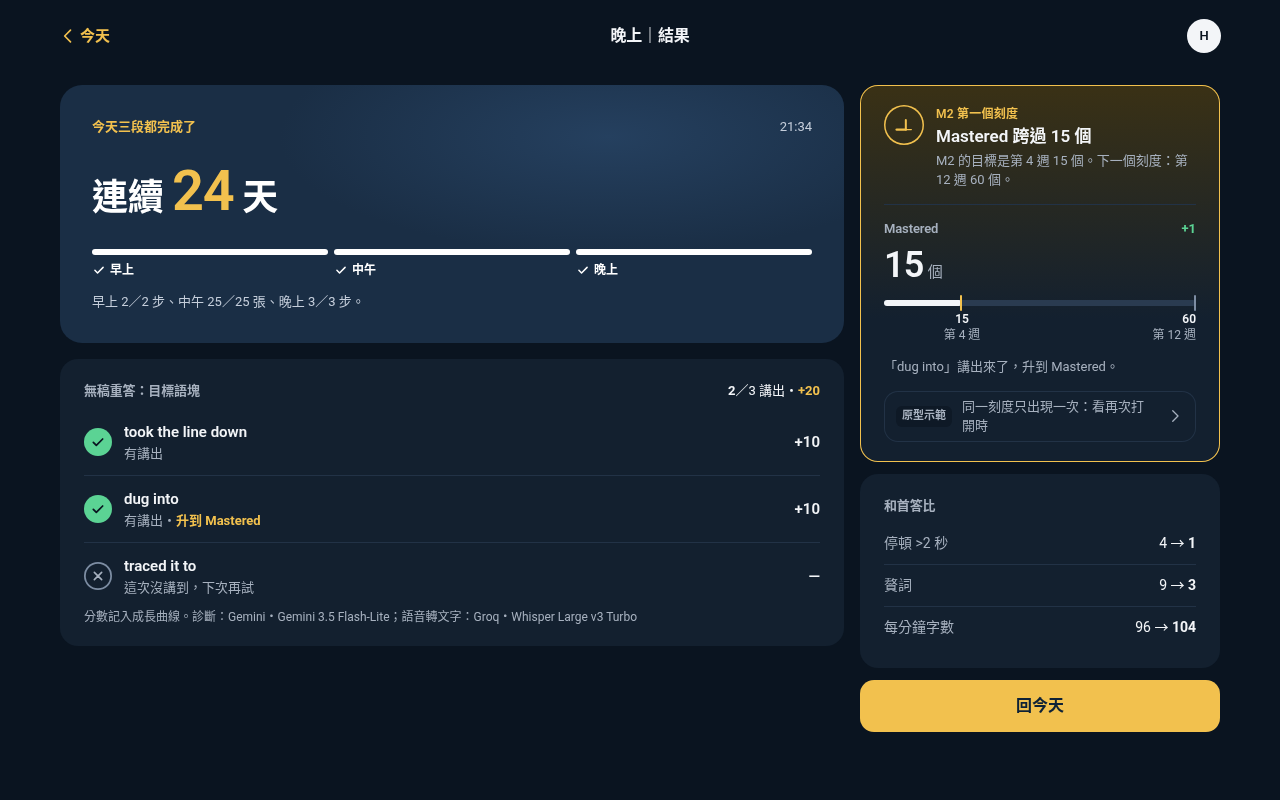 今天
晚上｜結果
H
今天三段都完成了
21:34
連續 24 天
早上
中午
晚上
早上 2／2 步、中午 25／25 張、晚上 3／3 步。
無稿重答：目標語塊
2／3 講出・+20
took the line down
有講出
+10
dug into
有講出・升到 Mastered
+10
traced it to
這次沒講到，下次再試
–
分數記入成長曲線。診斷：Gemini・Gemini 3.5 Flash-Lite；語音轉文字：Groq・Whisper Large v3 Turbo
M2 第一個刻度
Mastered 跨過 15 個
M2 的目標是第 4 週 15 個。下一個刻度：第
12 週 60 個。
Mastered
+1
15 個
15
60
第 4 週
第 12 週
「dug into」講出來了，升到 Mastered。
原型示範
同一刻度只出現一次：看再次打
開時
和首答比
停頓 >2 秒
4 → 1
贅詞
9 → 3
每分鐘字數
96 → 104
回今天